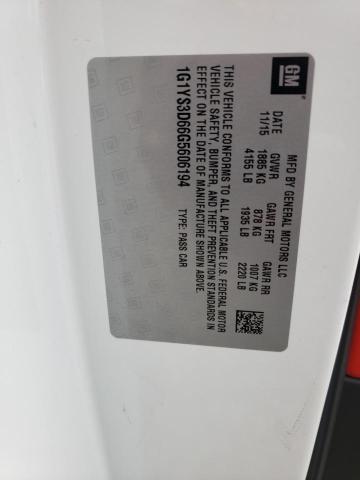 GM
MFD BY GENERAL MOTORS LLC
DATE GVWR GAWR FRT GAWR RR
11/15 1885 KG 878 KG 1007 KG
4155 LB 1935 LB 2220 LB
THIS VEHICLE CONFORMS TO ALL APPLICABLE U.S. FEDERAL MOTOR
VEHICLE SAFETY, BUMPER, AND THEFT PREVENTION STANDARDS IN
EFFECT ON THE DATE OF MANUFACTURE SHOWN ABOVE.
1G1YS3D66G5606194 TYPE: PASS CAR